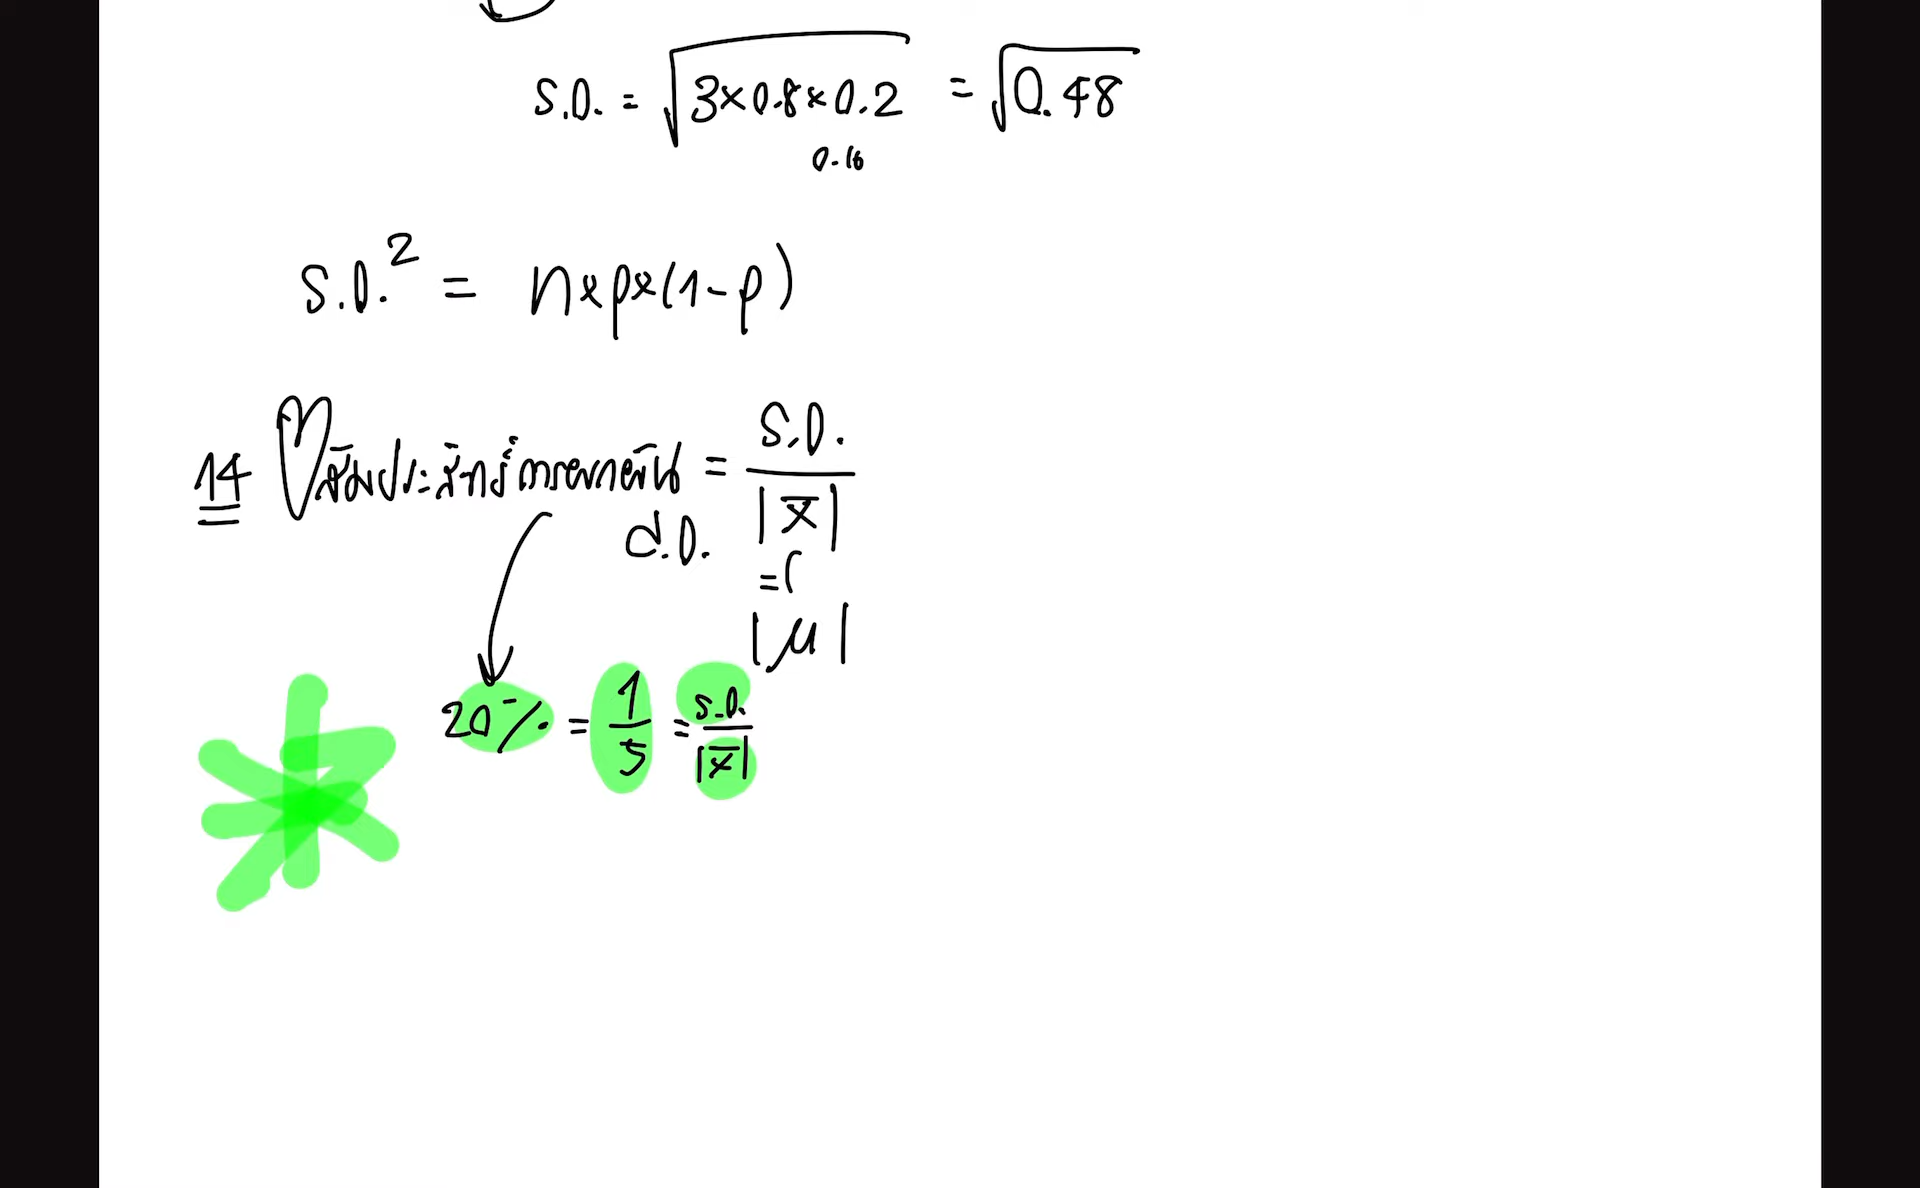 S.D. = √3×0.8×0.2 = √0.48
0.16
S.D.² = n×p×(1-p)
14 สัมประสิทธิ์การแปรผัน = S.D. / |x̄|
|μ|
20% = 1/5 = S.D. / |x̄|